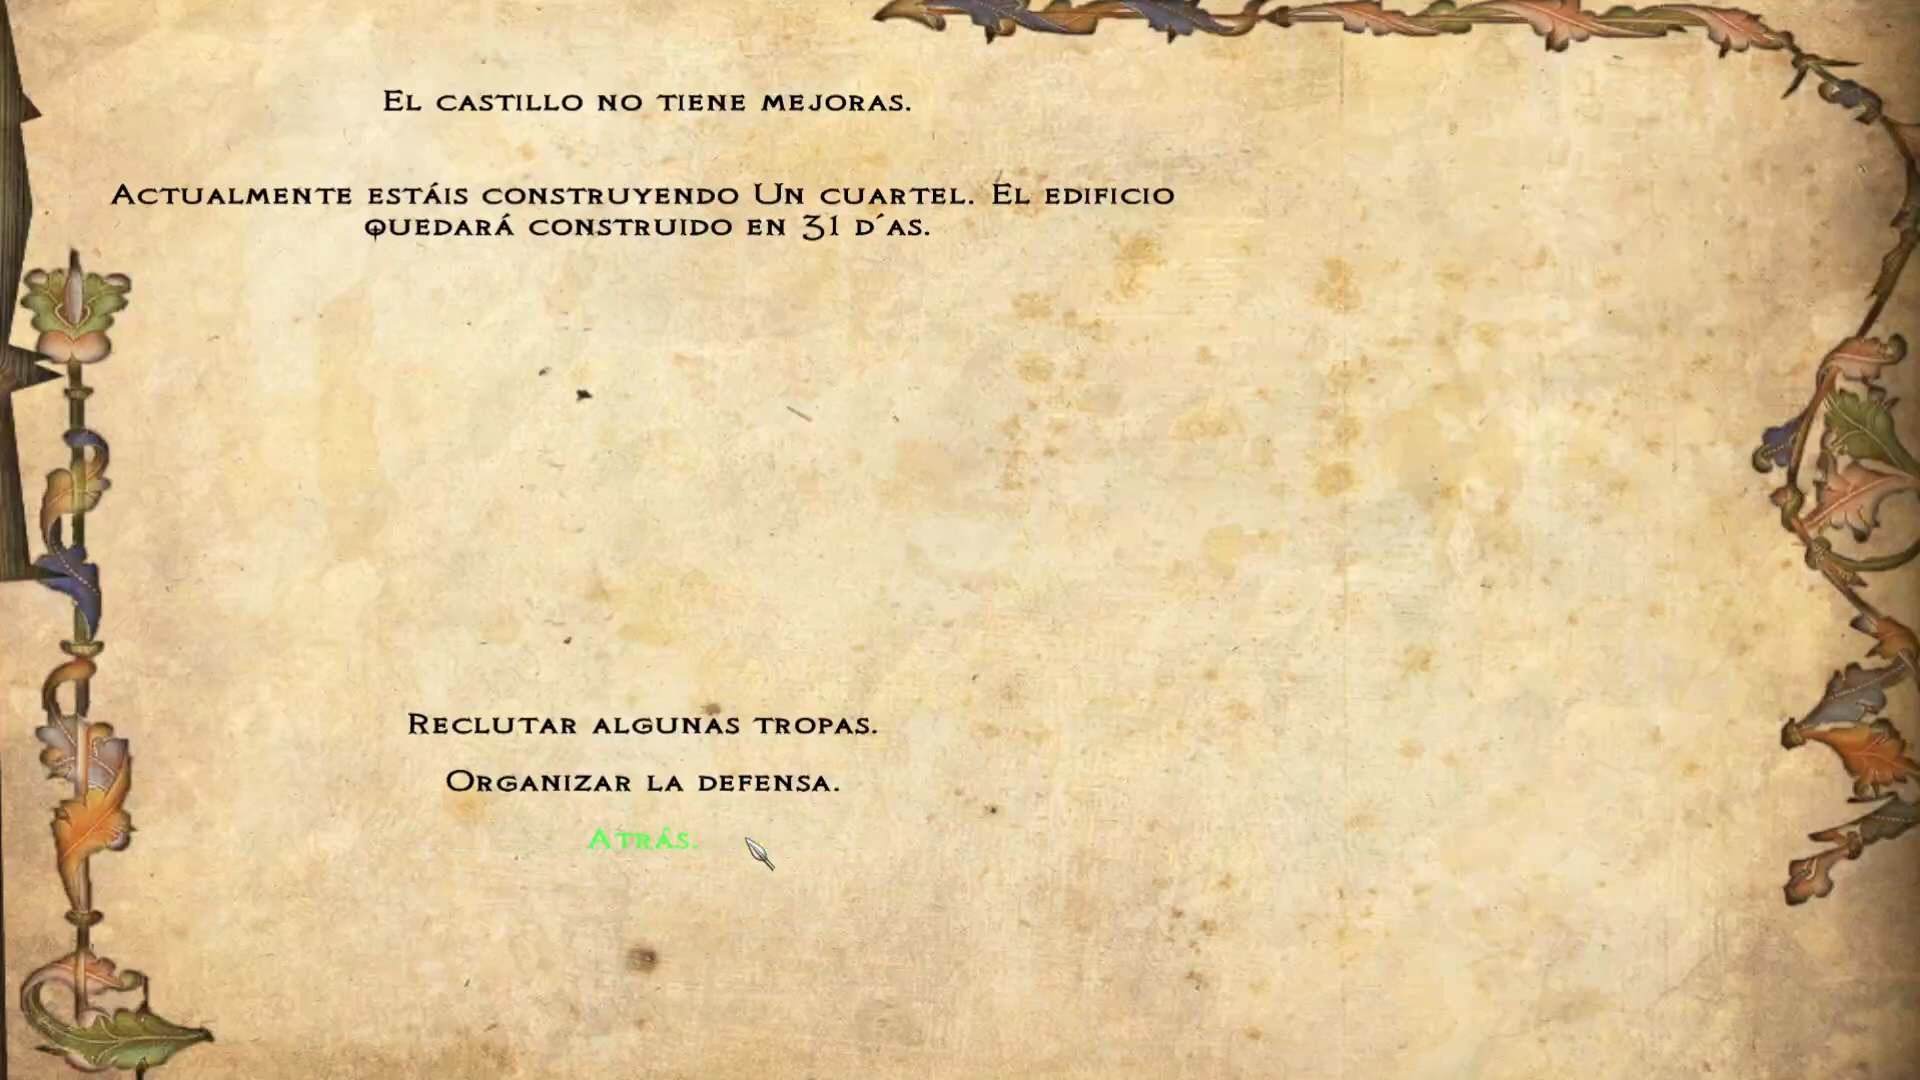 El castillo no tiene mejoras.
Actualmente estáis construyendo Un cuartel. El edificio
quedará construido en 31 d´as.
Reclutar algunas tropas.
Organizar la defensa.
Atrás.